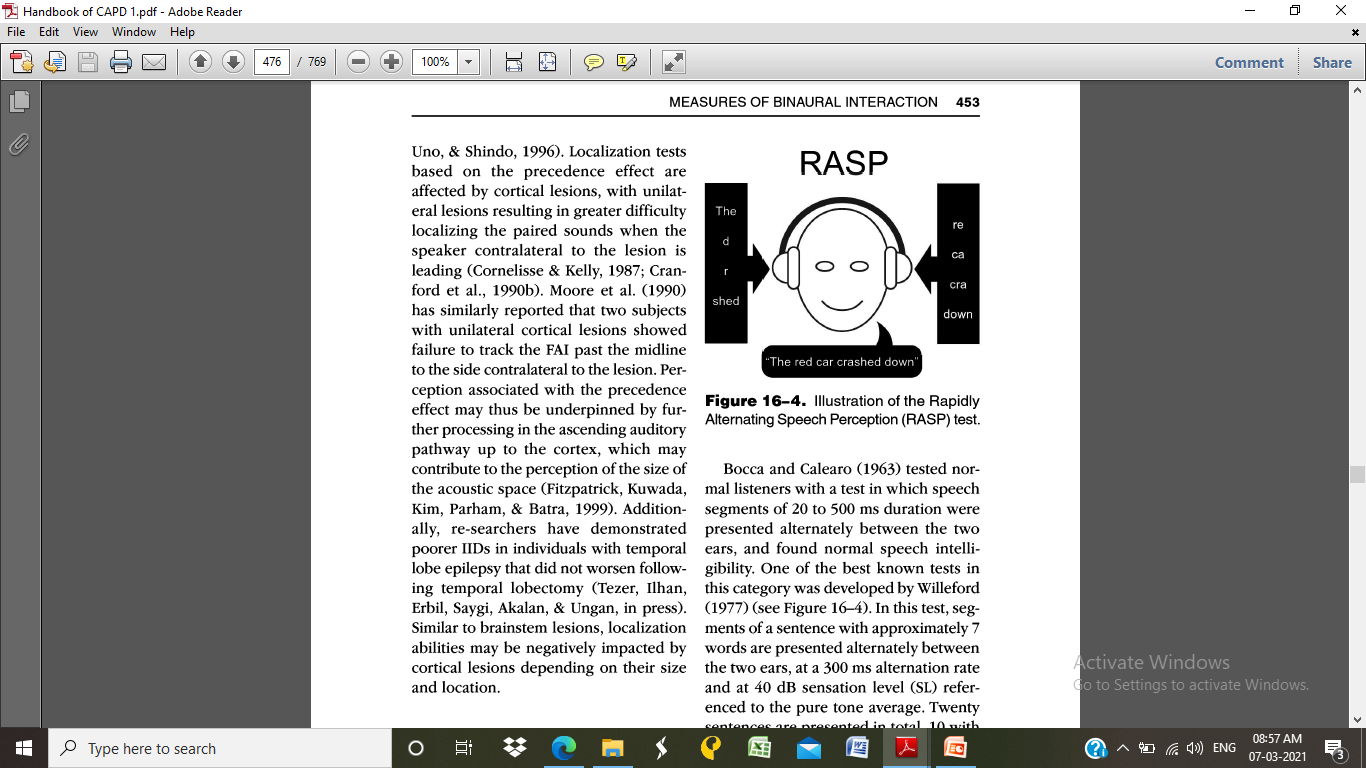 Handbook of CAPD 1.pdf - Adobe Reader
File Edit View Window Help
476 / 769 100% Comment Share
MEASURES OF BINAURAL INTERACTION 453
Uno, & Shindo, 1996). Localization tests
based on the precedence effect are
affected by cortical lesions, with unilat-
eral lesions resulting in greater difficulty
localizing the paired sounds when the
speaker contralateral to the lesion is
leading (Cornelisse & Kelly, 1987; Cran-
ford et al., 1990b). Moore et al. (1990)
has similarly reported that two subjects
with unilateral cortical lesions showed
failure to track the FAI past the midline
to the side contralateral to the lesion. Per-
ception associated with the precedence
effect may thus be underpinned by fur-
ther processing in the ascending auditory
pathway up to the cortex, which may
contribute to the perception of the size of
the acoustic space (Fitzpatrick, Kuwada,
Kim, Parham, & Batra, 1999). Addition-
ally, re-searchers have demonstrated
poorer IIDs in individuals with temporal
lobe epilepsy that did not worsen follow-
ing temporal lobectomy (Tezer, Ilhan,
Erbil, Saygi, Akalan, & Ungan, in press).
Similar to brainstem lesions, localization
abilities may be negatively impacted by
cortical lesions depending on their size
and location.
RASP
The
d
r
shed
re
ca
cra
down
"The red car crashed down"
Figure 16–4. Illustration of the Rapidly
Alternating Speech Perception (RASP) test.
Bocca and Calearo (1963) tested nor-
mal listeners with a test in which speech
segments of 20 to 500 ms duration were
presented alternately between the two
ears, and found normal speech intelli-
gibility. One of the best known tests in
this category was developed by Willeford
(1977) (see Figure 16–4). In this test, seg-
ments of a sentence with approximately 7
words are presented alternately between
the two ears, at a 300 ms alternation rate
and at 40 dB sensation level (SL) refer-
enced to the pure tone average. Twenty
sentences are presented in total, 10 with
Activate Windows
Go to Settings to activate Windows.
Type here to search
ENG
08:57 AM
07-03-2021
3